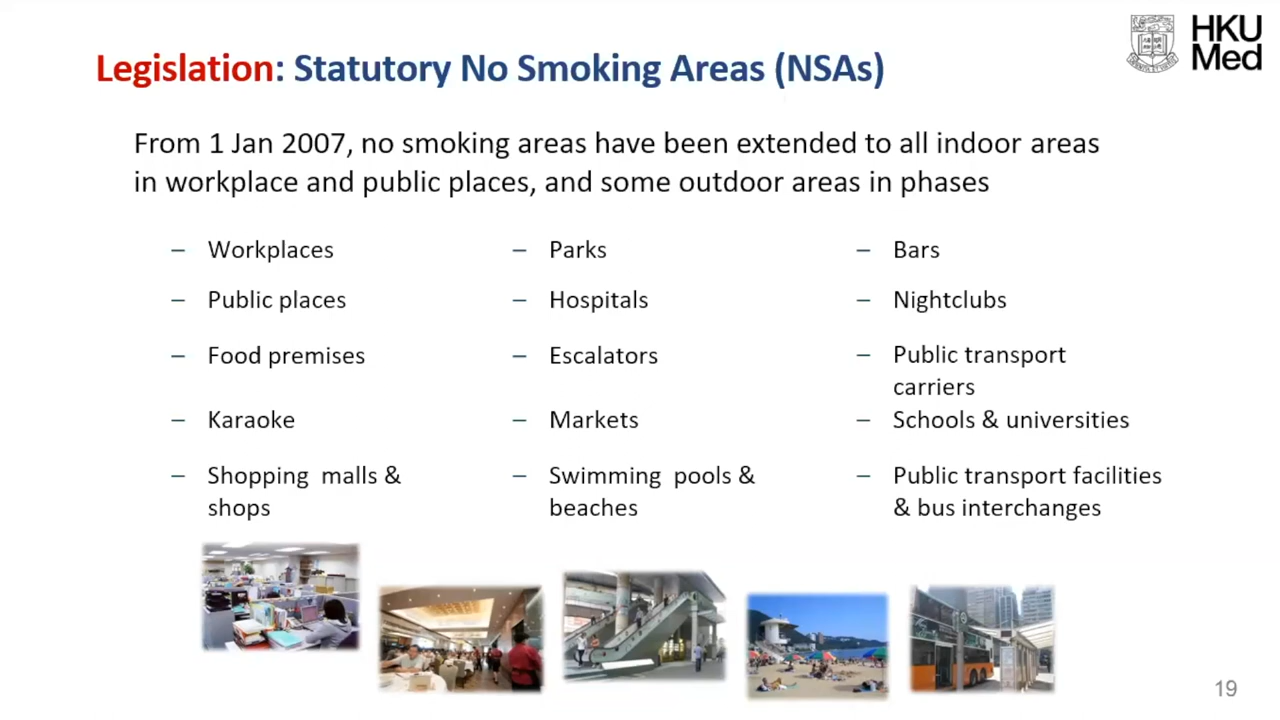 HKU
Med
Legislation: Statutory No Smoking Areas (NSAs)
From 1 Jan 2007, no smoking areas have been extended to all indoor areas
in workplace and public places, and some outdoor areas in phases
– Workplaces
– Public places
– Food premises
– Karaoke
– Shopping malls &
shops
– Parks
– Hospitals
– Escalators
– Markets
– Swimming pools &
beaches
– Bars
– Nightclubs
– Public transport
carriers
– Schools & universities
– Public transport facilities
& bus interchanges
19